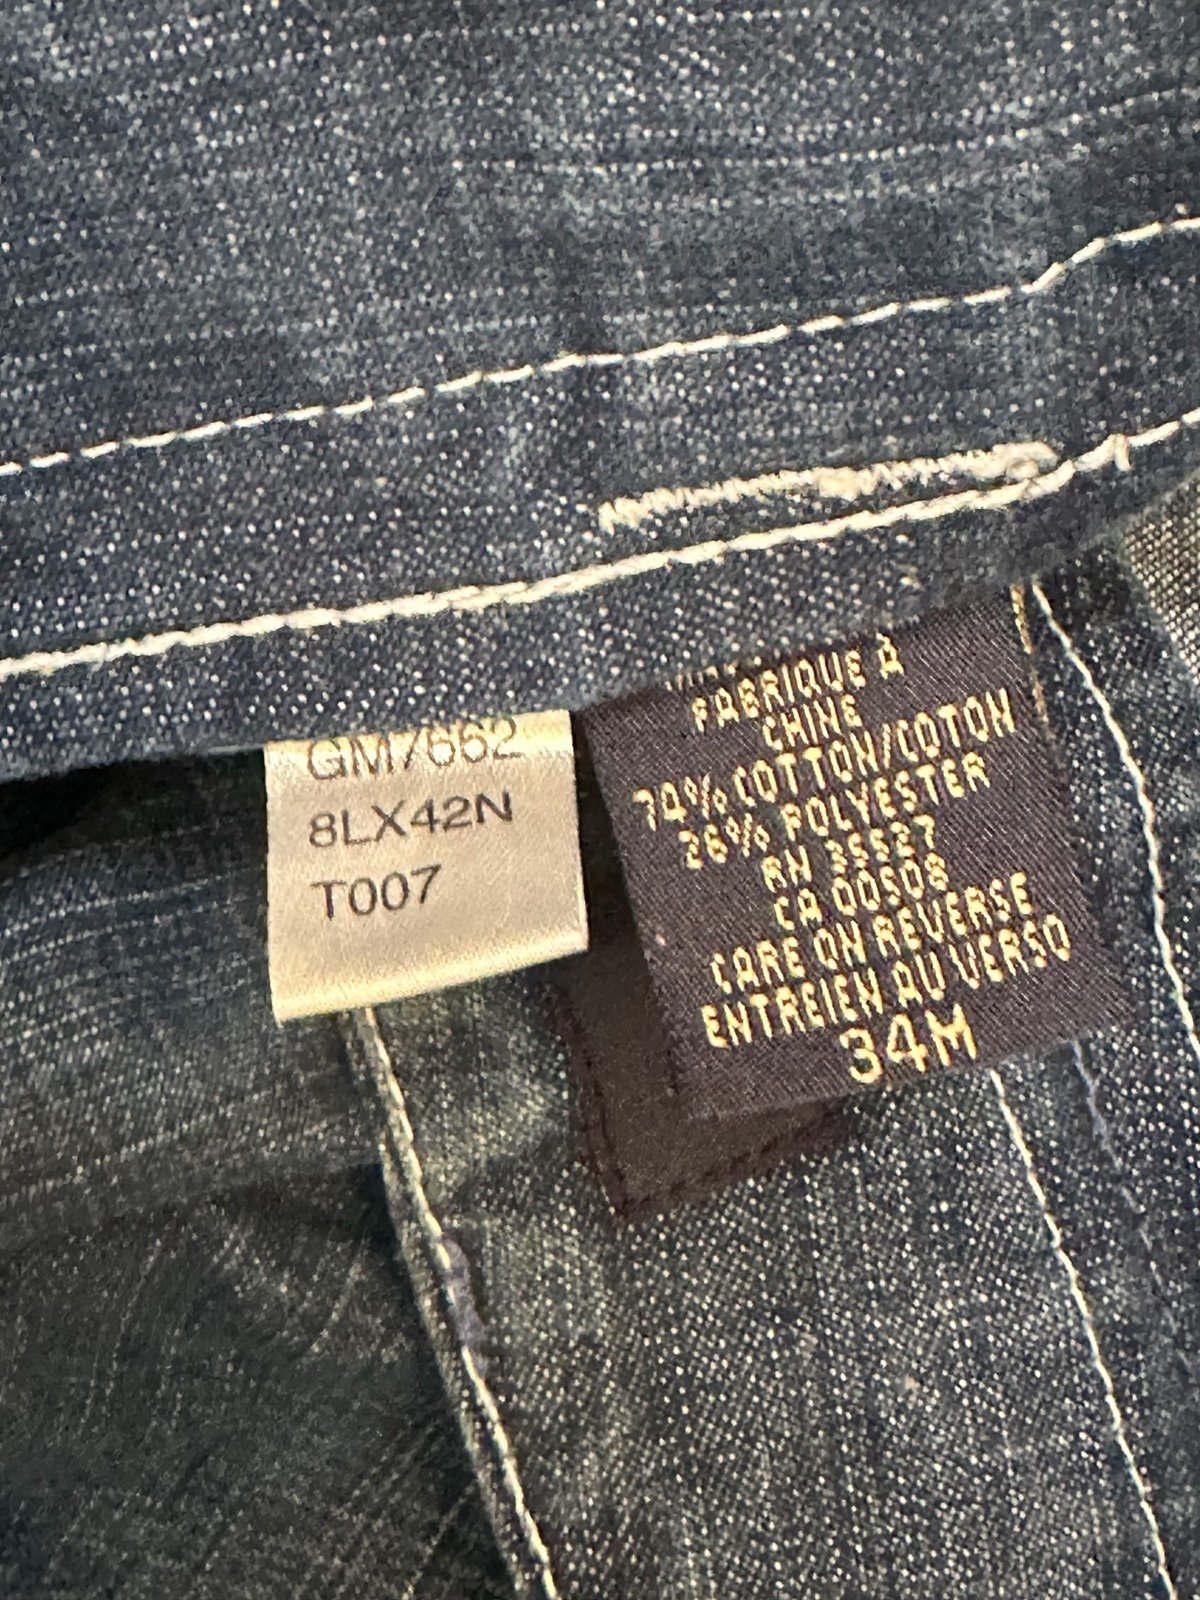 GM7662
8LX42N
T007
FABRIQUE A
CHINE
74% COTTON/COTON
26% POLYESTER
RN 35527
CA 00508
CARE ON REVERSE
ENTREIEN AU VERSO
34M